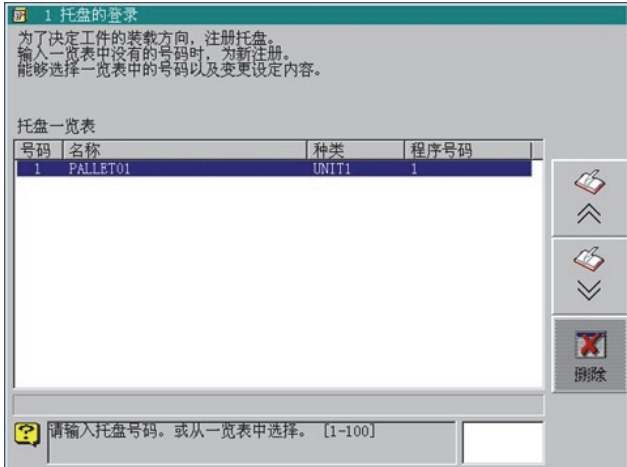 1 托盘的登录
为了决定工件的装载方向，注册托盘。
输入一览表中没有的号码时，为新注册。
能够选择一览表中的号码以及变更设定内容。
托盘一览表
号码 名称 种类 程序号码
1 PALLET01 UNIT1 1
删除
请输入托盘号码。或从一览表中选择。 [1-100]